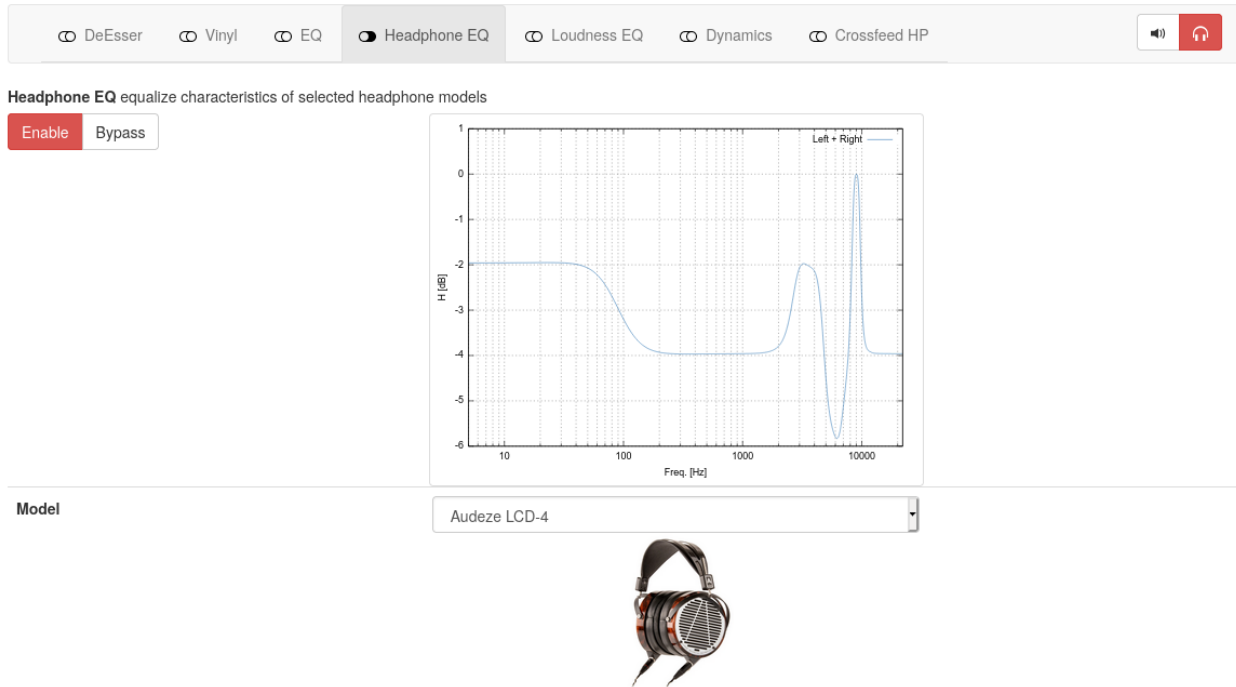 DeEsser Vinyl EQ Headphone EQ Loudness EQ Dynamics Crossfeed HP
Headphone EQ equalize characteristics of selected headphone models
Enable Bypass
Left + Right
1
0
-1
-2
-3
-4
-5
-6
H [dB]
10 100 1000 10000
Freq. [Hz]
Model
Audeze LCD-4